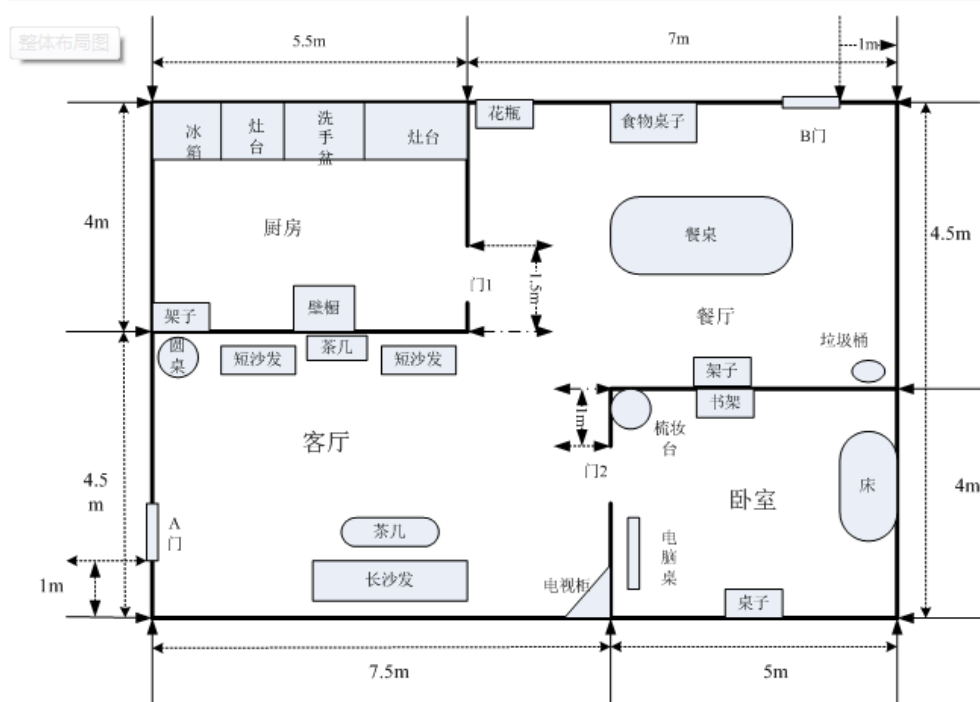 整体布局图
5.5m
7m
1m
冰
箱
灶
台
洗
手
盆
灶台
花瓶
食物桌子
B门
4m
厨房
餐桌
4.5m
门1
1.5m
架子
壁橱
餐厅
圆
桌
短沙发
茶几
短沙发
垃圾桶
架子
书架
1m
梳妆
台
客厅
门2
4.5
m
床
4m
卧室
A
门
茶几
电
脑
桌
1m
长沙发
电视柜
桌子
7.5m
5m